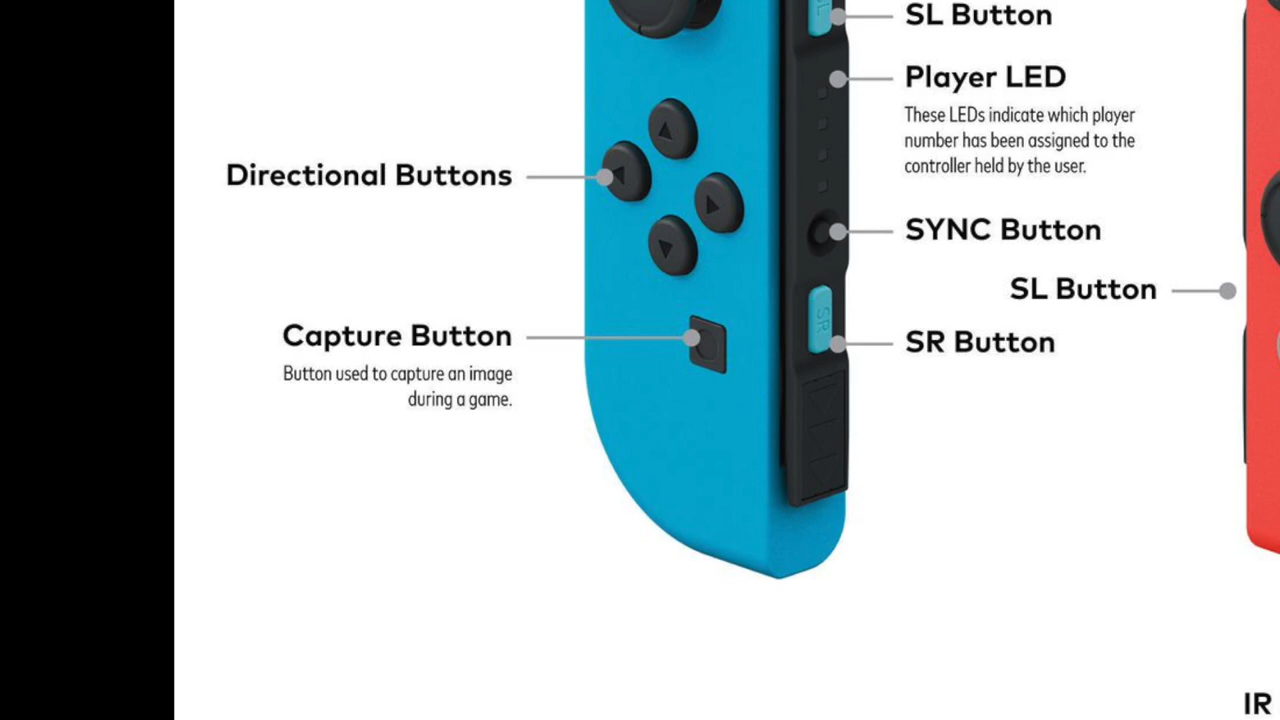 SL Button
Player LED
These LEDs indicate which player
number has been assigned to the
controller held by the user.
Directional Buttons
SYNC Button
SL Button
Capture Button
Button used to capture an image
during a game.
SR
SR Button
IR